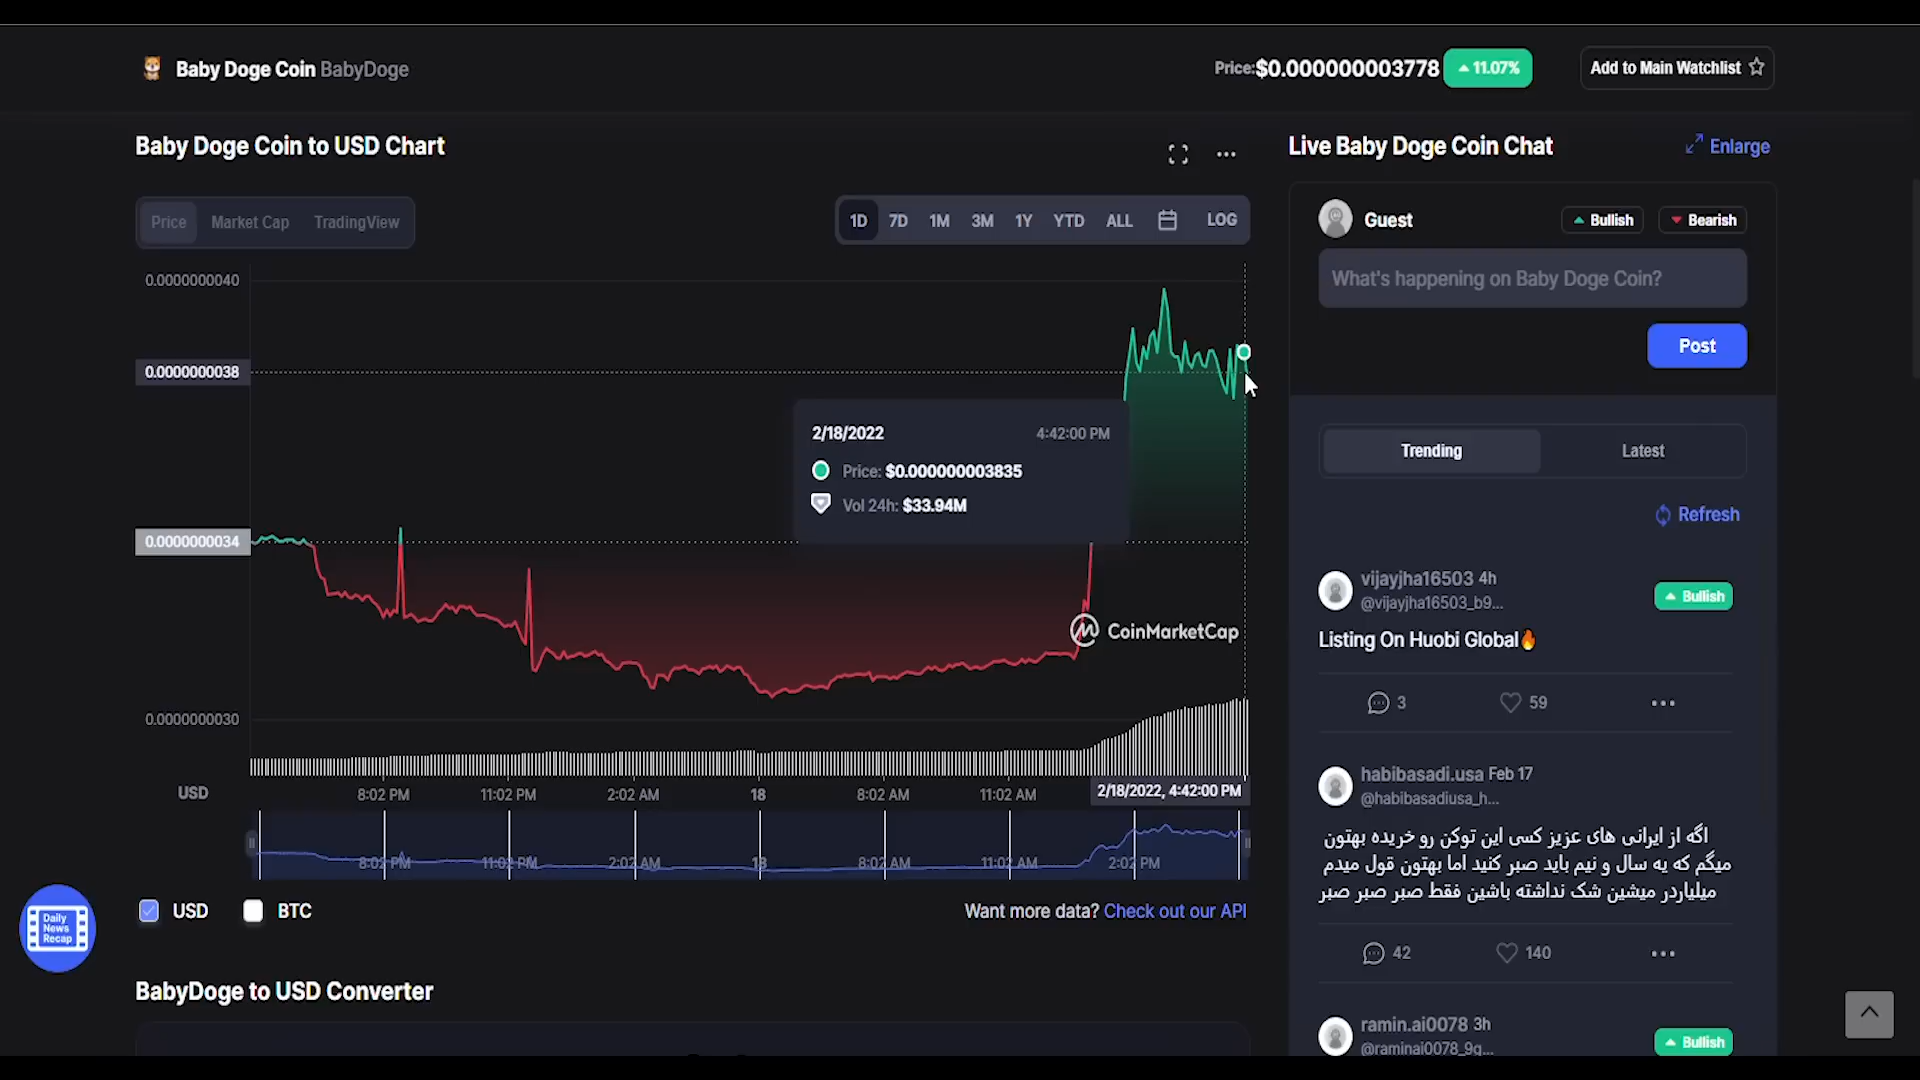 Baby Doge Coin BabyDoge
Price:$0.000000003778 11.07%
Add to Main Watchlist
Baby Doge Coin to USD Chart
Price Market Cap TradingView
1D 7D 1M 3M 1Y YTD ALL LOG
0.0000000040
0.0000000038
0.0000000034
0.0000000030
2/18/2022 4:42:00 PM
Price: $0.000000003835
Vol 24h: $33.94M
CoinMarketCap
USD 8:02 PM 11:02 PM 2:02 AM 18 8:02 AM 11:02 AM 2/18/2022, 4:42:00 PM
8:02 PM 11:02 PM 2:02 AM 18 8:02 AM 11:02 AM 2:02 PM
USD BTC
Want more data? Check out our API
BabyDoge to USD Converter
Daily
News
Recap
Live Baby Doge Coin Chat Enlarge
Guest Bullish Bearish
What's happening on Baby Doge Coin?
Post
Trending Latest
Refresh
vijayjha16503 4h
@vijayjha16503_b9...
Bullish
Listing On Huobi Global🔥
3 59
habibasadi.usa Feb 17
@habibasadiusa_h...
اگه از ایرانی های عزیز کسی این توکن رو خریده بهتون
میگم که یه سال و نیم باید صبر کنید اما بهتون قول میدم
میلیاردر میشین شک نداشته باشین فقط صبر صبر صبر
42 140
ramin.ai0078 3h
@raminai0078_9g...
Bullish